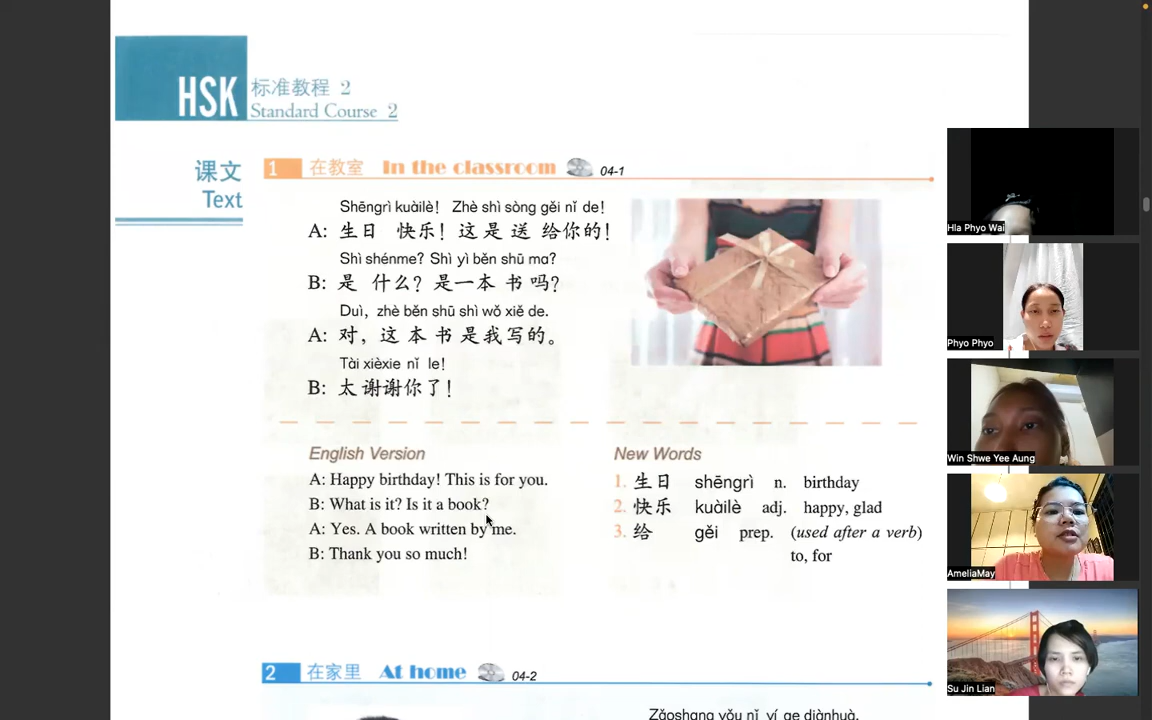 HSK 标准教程 2
Standard Course 2
课文
Text
1 在教室 In the classroom 04-1
Shēngrì kuàilè! Zhè shì sòng gěi nǐ de!
A: 生日 快乐! 这是送 给你的!
Shì shénme? Shì yì běn shū ma?
B: 是 什么? 是一本 书 吗?
Duì, zhè běn shū shì wǒ xiě de.
A: 对, 这 本 书 是我写的。
Tài xièxie nǐ le!
B: 太 谢谢你了!
English Version
A: Happy birthday! This is for you.
B: What is it? Is it a book?
A: Yes. A book written by me.
B: Thank you so much!
New Words
1. 生日 shēngrì n. birthday
2. 快乐 kuàilè adj. happy, glad
3. 给 gěi prep. (used after a verb)
to, for
2 在家里 At home 04-2
Zǎoshang yǒu nǐ yí ge diànhuà.
Hla Phyo Wai
Phyo Phyo
Win Shwe Yee Aung
AmeliaMay
Su Jin Lian